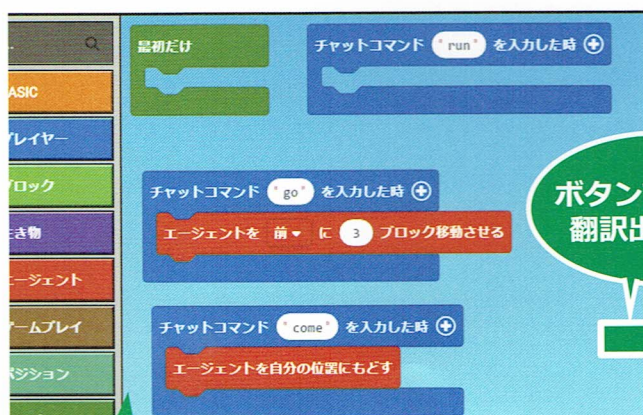 ASIC
レイヤー
ロック
き物
ージェント
ームプレイ
ポジション
最初だけ
チャットコマンド "run" を入力した時
チャットコマンド "go" を入力した時
エージェントを 前 に 3 ブロック移動させる
チャットコマンド "come" を入力した時
エージェントを自分の位置にもどす
ボタン
翻訳出